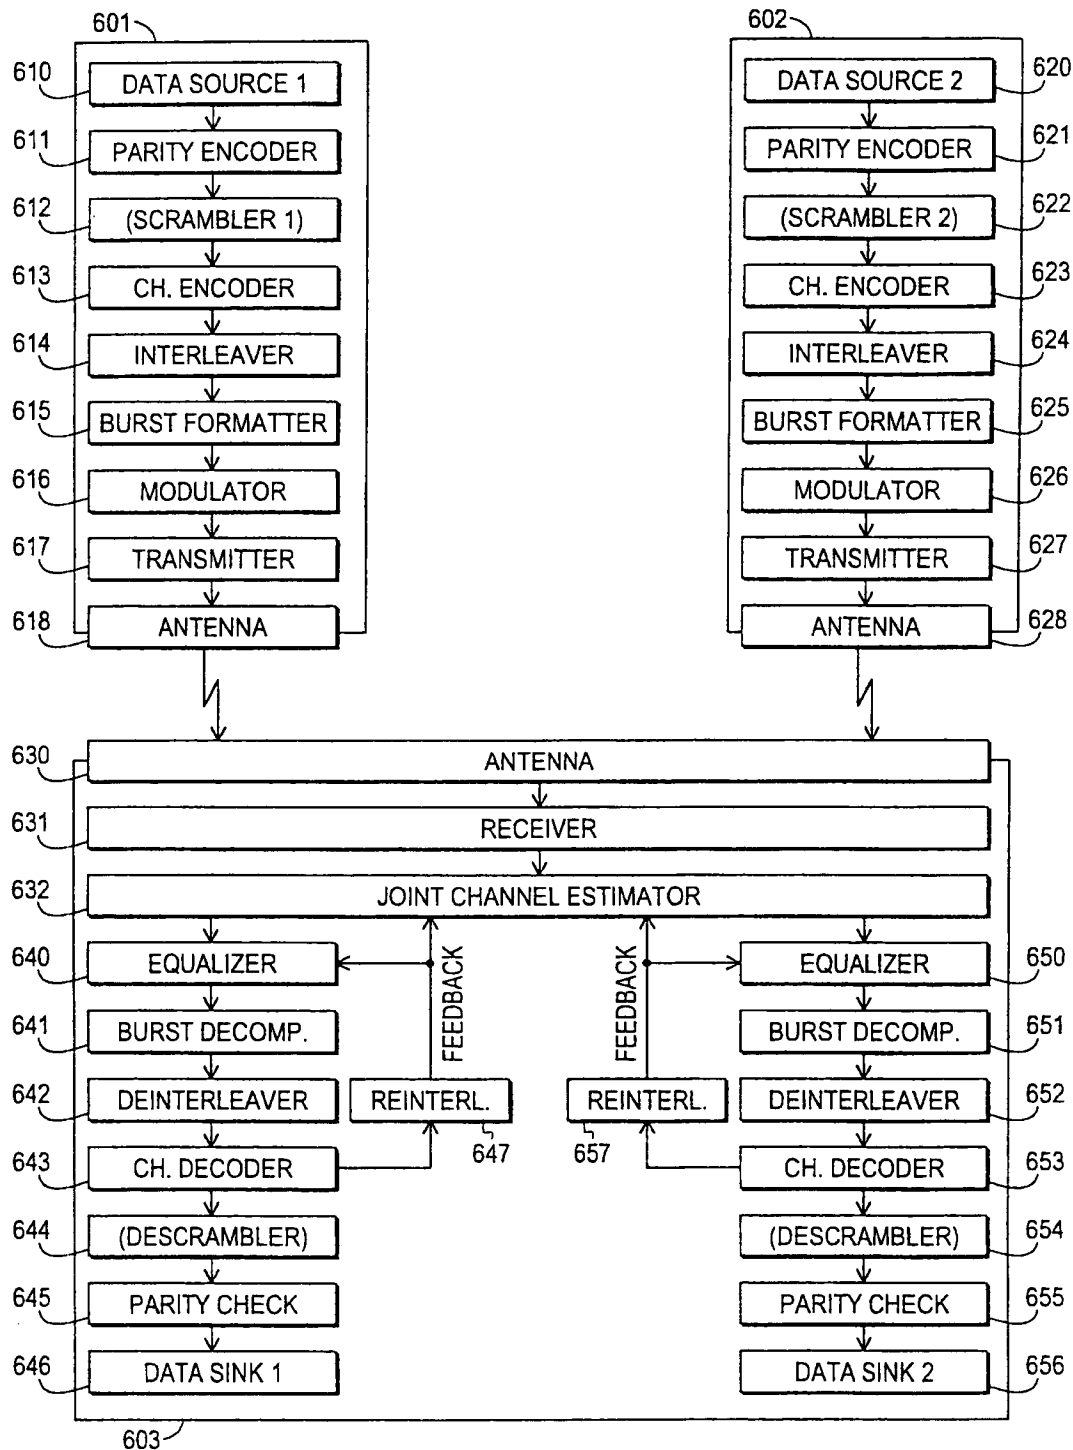 601
610
DATA SOURCE 1
611
PARITY ENCODER
612
(SCRAMBLER 1)
613
CH. ENCODER
614
INTERLEAVER
615
BURST FORMATTER
616
MODULATOR
617
TRANSMITTER
618
ANTENNA
602
DATA SOURCE 2
620
PARITY ENCODER
621
(SCRAMBLER 2)
622
CH. ENCODER
623
INTERLEAVER
624
BURST FORMATTER
625
MODULATOR
626
TRANSMITTER
627
ANTENNA
628
630
ANTENNA
631
RECEIVER
632
JOINT CHANNEL ESTIMATOR
640
EQUALIZER
641
BURST DECOMP.
642
DEINTERLEAVER
643
CH. DECODER
644
(DESCRAMBLER)
645
PARITY CHECK
646
DATA SINK 1
FEEDBACK
REINTERL.
647
FEEDBACK
REINTERL.
657
EQUALIZER
650
BURST DECOMP.
651
DEINTERLEAVER
652
CH. DECODER
653
(DESCRAMBLER)
654
PARITY CHECK
655
DATA SINK 2
656
603